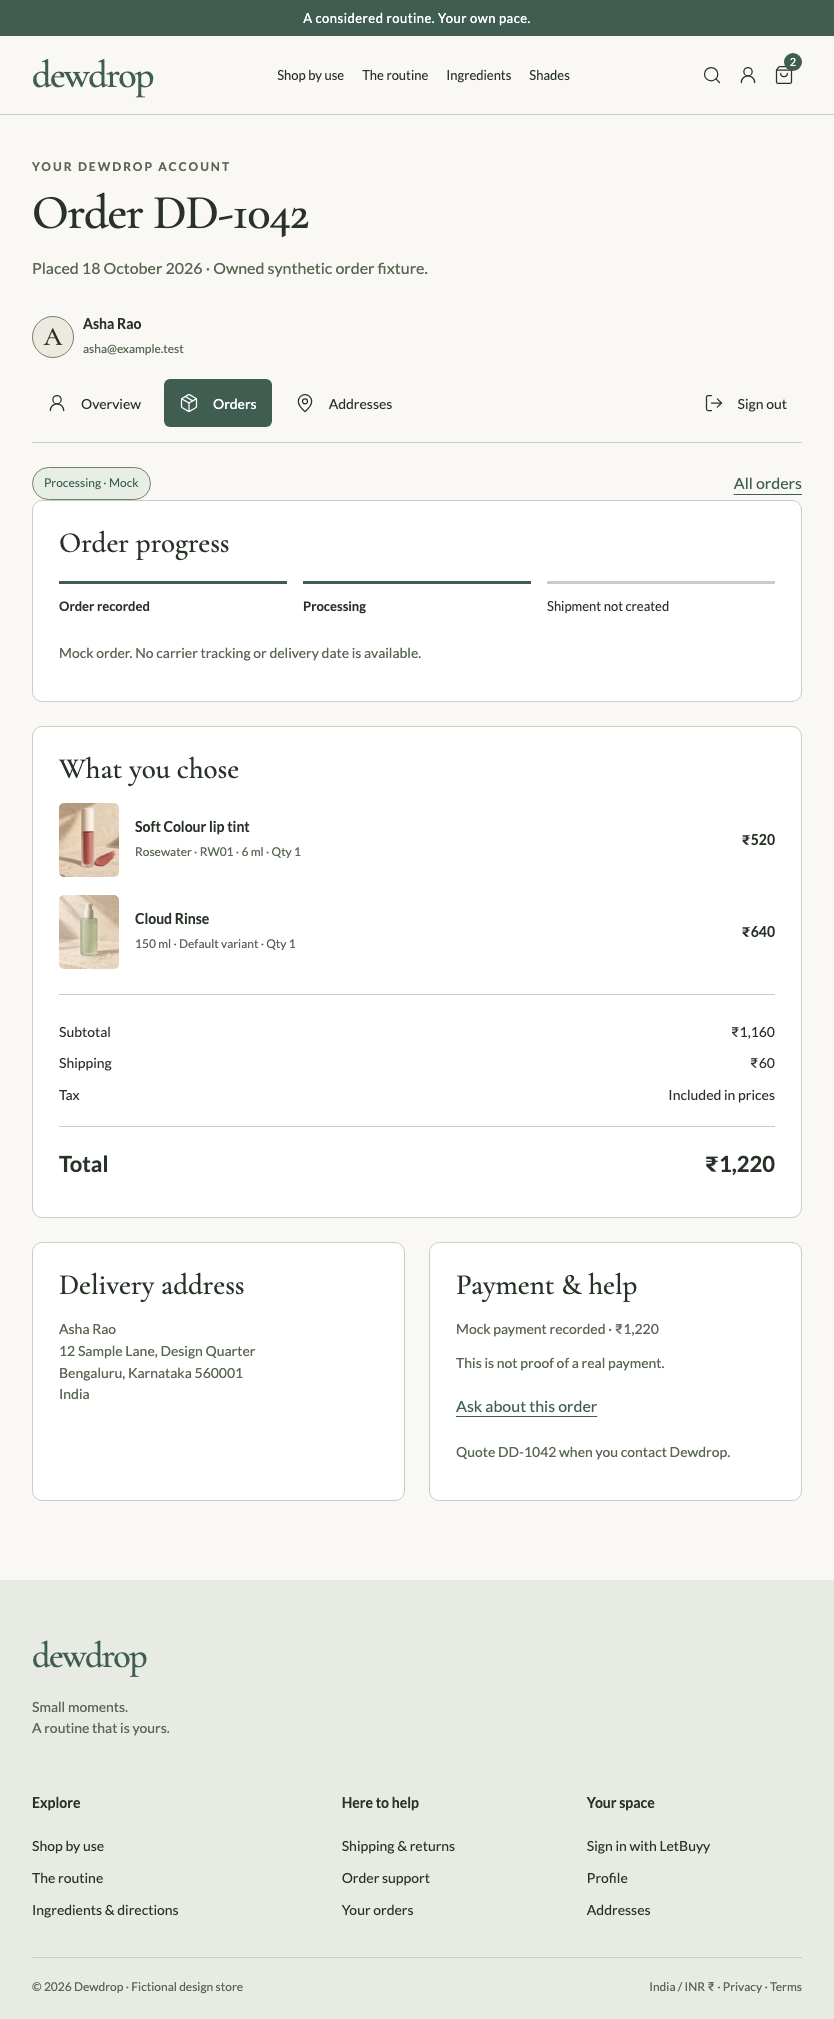 A considered routine. Your own pace.
dewdrop
Shop by use The routine Ingredients Shades
2
YOUR DEWDROP ACCOUNT
Order DD-1042
Placed 18 October 2026 · Owned synthetic order fixture.
A
Asha Rao
asha@example.test
Overview Orders Addresses Sign out
Processing · Mock
All orders
Order progress
Order recorded Processing Shipment not created
Mock order. No carrier tracking or delivery date is available.
What you chose
Soft Colour lip tint
Rosewater · RW01 · 6 ml · Qty 1
₹520
Cloud Rinse
150 ml · Default variant · Qty 1
₹640
Subtotal ₹1,160
Shipping ₹60
Tax Included in prices
Total ₹1,220
Delivery address
Asha Rao
12 Sample Lane, Design Quarter
Bengaluru, Karnataka 560001
India
Payment & help
Mock payment recorded · ₹1,220
This is not proof of a real payment.
Ask about this order
Quote DD-1042 when you contact Dewdrop.
dewdrop
Small moments.
A routine that is yours.
Explore
Shop by use
The routine
Ingredients & directions
Here to help
Shipping & returns
Order support
Your orders
Your space
Sign in with LetBuyy
Profile
Addresses
© 2026 Dewdrop · Fictional design store
India / INR ₹ · Privacy · Terms